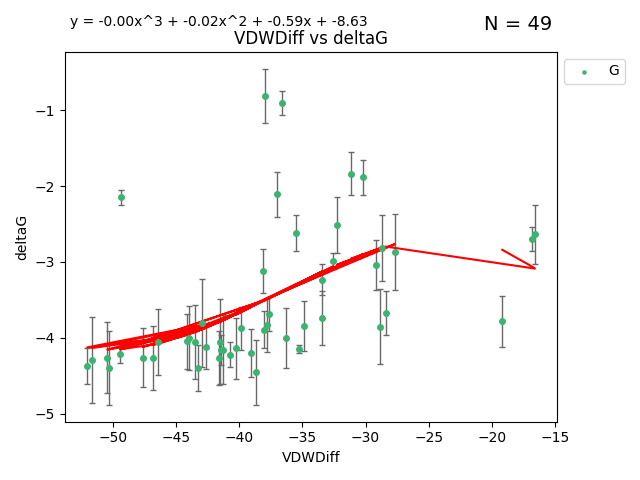 y = -0.00x^3 + -0.02x^2 + -0.59x + -8.63
N = 49
VDWDiff vs deltaG
G
−1
−2
−3
−4
−5
deltaG
−50 −45 −40 −35 −30 −25 −20 −15
VDWDiff